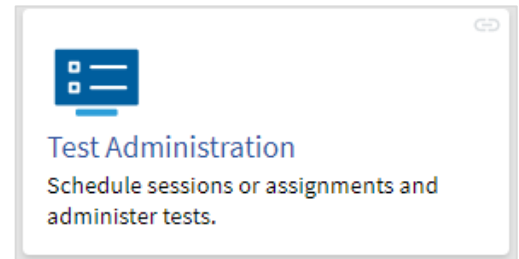 Test Administration
Schedule sessions or assignments and
administer tests.